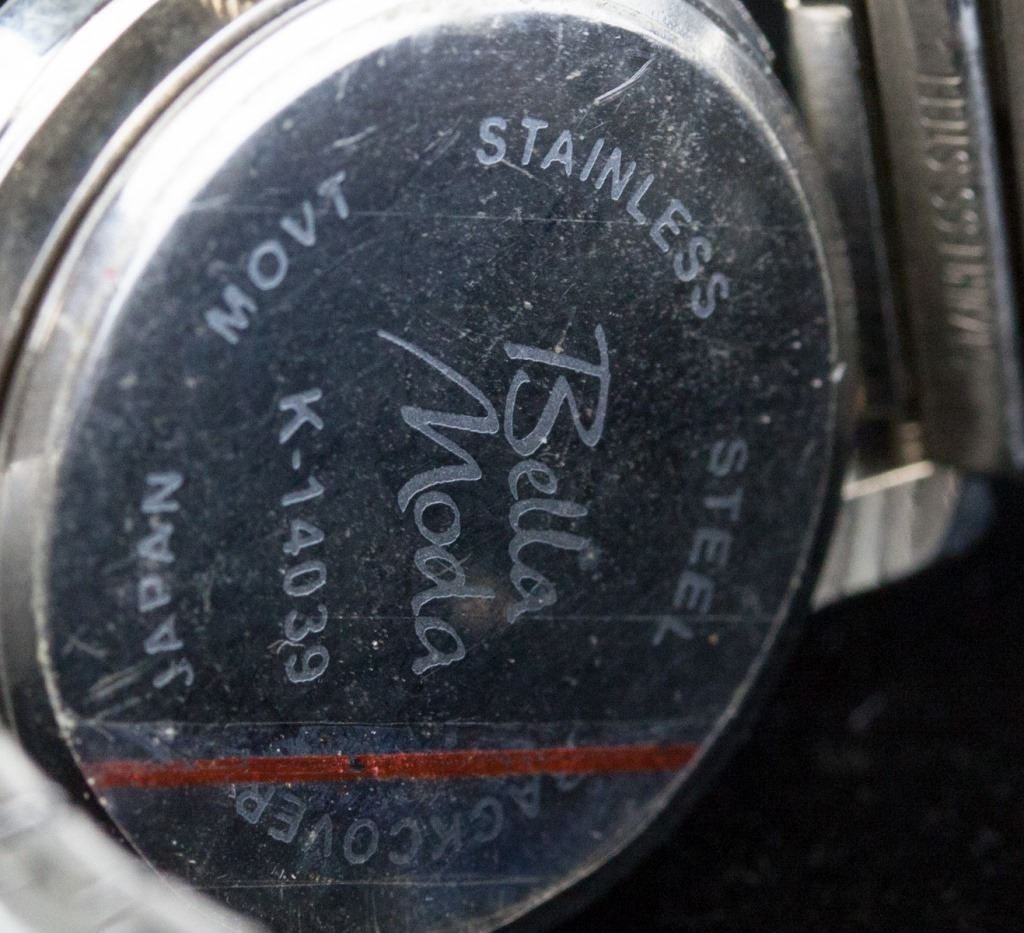 STAINLESS STEEL
BACKCOVER
JAPAN MOVT
Bella
Moda
K-14039